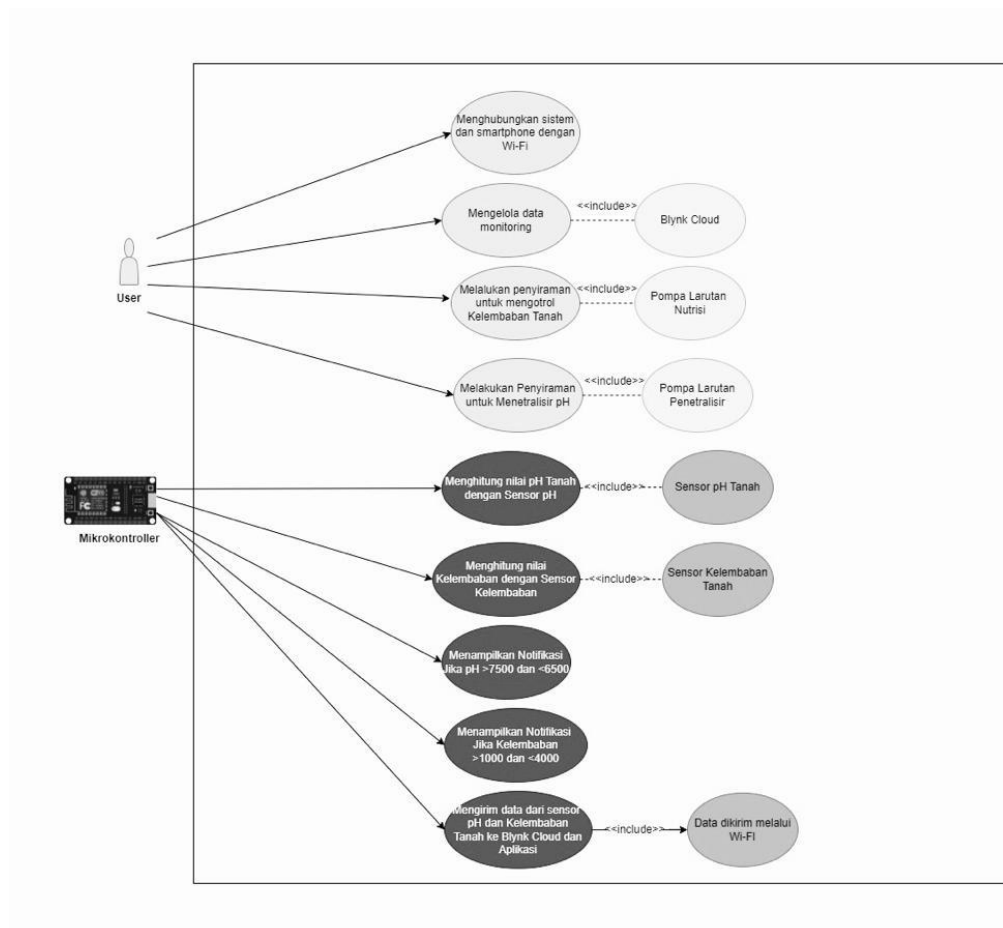 Menghubungkan sistem
dan smartphone dengan
Wi-Fi
Mengelola data
monitoring
<<include>>
Blynk Cloud
User
Melalukan penyiraman
untuk mengotrol
Kelembaban Tanah
<<include>>
Pompa Larutan
Nutrisi
Melakukan Penyiraman
untuk Menetralisir pH
<<include>>
Pompa Larutan
Penetralisir
Mikrokontroller
Menghitung nilai pH Tanah
dengan Sensor pH
<<include>>
Sensor pH Tanah
Menghitung nilai
Kelembaban dengan Sensor
Kelembaban
<<include>>
Sensor Kelembaban
Tanah
Menampilkan Notifikasi
Jika pH >7500 dan <6500
Menampilkan Notifikasi
Jika Kelembaban
>1000 dan <4000
Mengirim data dari sensor
pH dan Kelembaban
Tanah ke Blynk Cloud dan
Aplikasi
<<include>>
Data dikirim melalui
Wi-FI